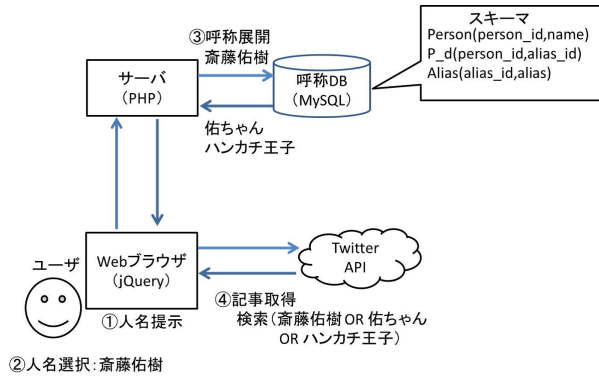 ③呼称展開
斎藤佑樹
スキーマ
Person(person_id,name)
P_d(person_id,alias_id)
Alias(alias_id,alias)
サーバ
（PHP）
呼称DB
（MySQL）
佑ちゃん
ハンカチ王子
ユーザ
Webブラウザ
（jQuery）
Twitter
API
①人名提示
④記事取得
検索（斎藤佑樹 OR 佑ちゃん
OR ハンカチ王子）
②人名選択：斎藤佑樹